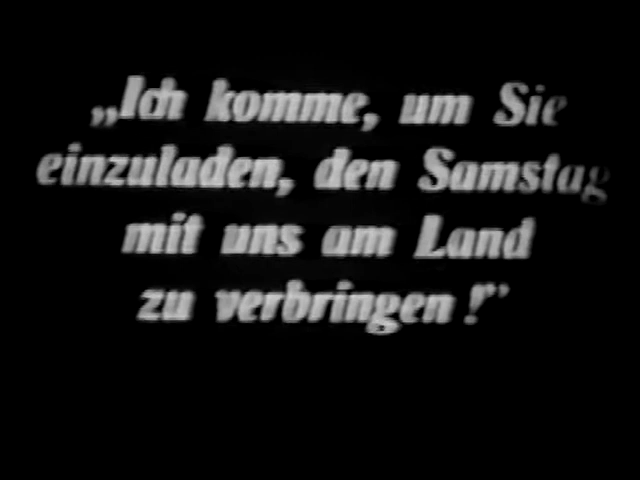 „Ich komme, um Sie
einzuladen, den Samstag
mit uns am Land
zu verbringen!”